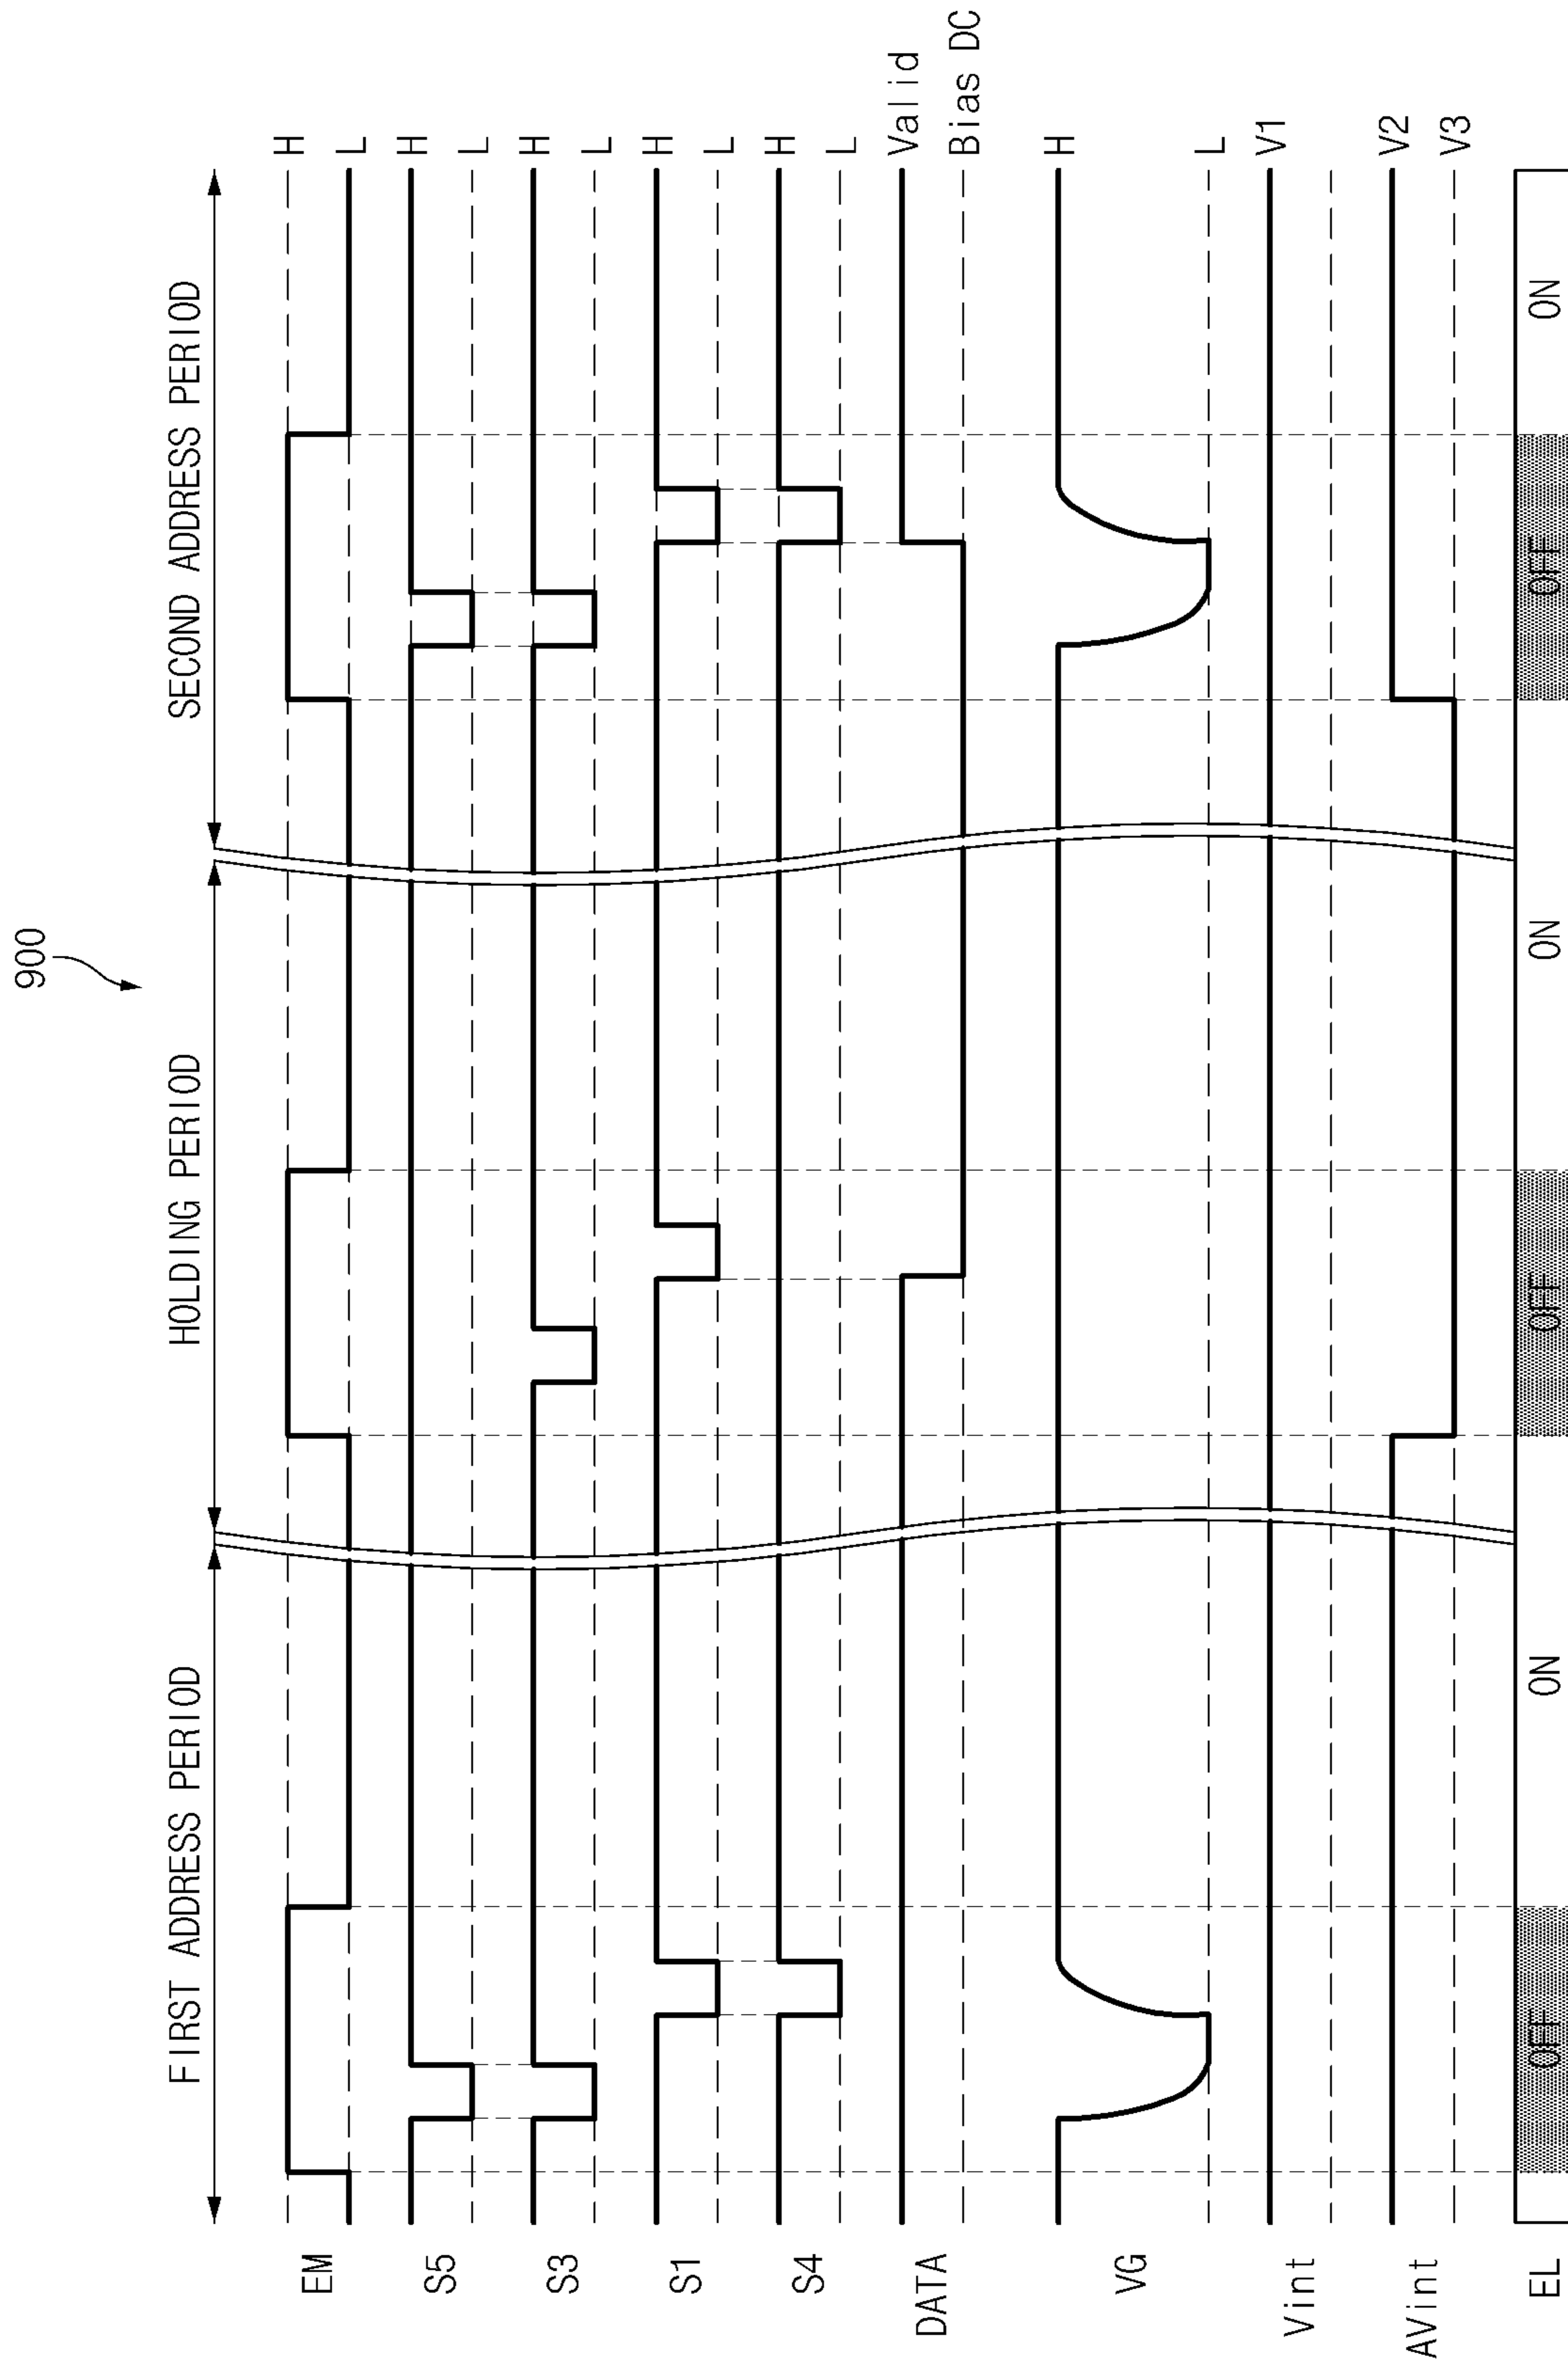 900
FIRST ADDRESS PERIOD
HOLDING PERIOD
SECOND ADDRESS PERIOD
EM
H
L
S5
H
L
S3
H
L
S1
H
L
S4
H
L
DATA
Valid
Bias DC
VG
H
L
Vint
V1
AVint
V2
V3
EL
OFF
ON
OFF
ON
OFF
ON